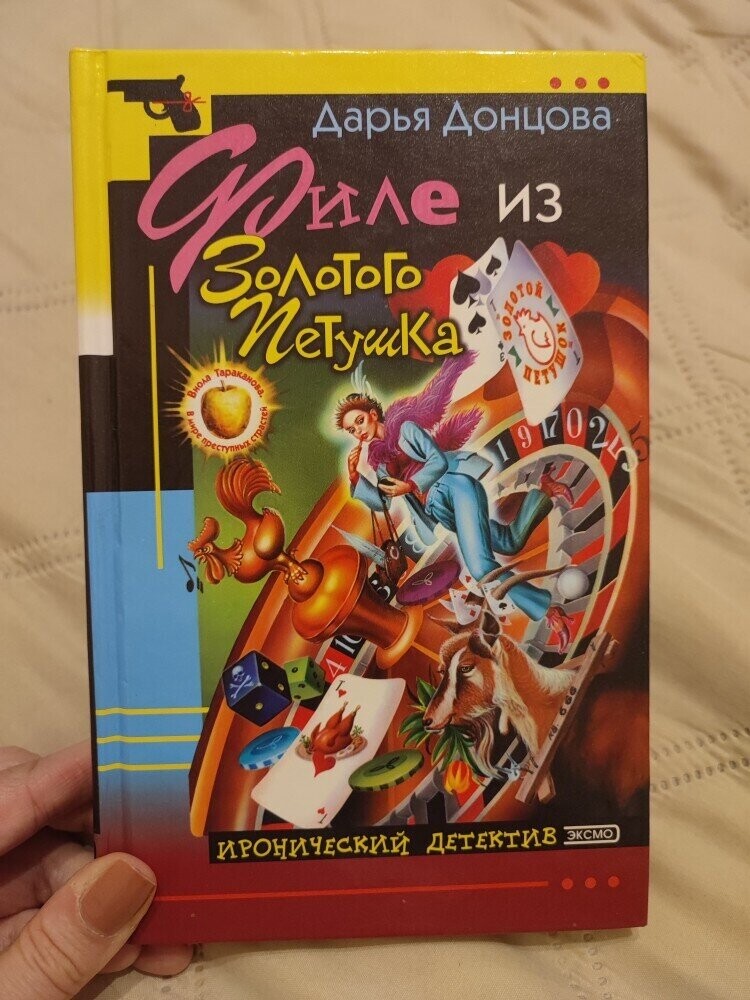 Дарья Донцова
Филе из
Золотого
Петушка
ЗОЛОТОЙ
ПЕТУШОК
Виола Тараканова.
В мире преступных страстей
ИРОНИЧЕСКИЙ ДЕТЕКТИВ
ЭКСМО